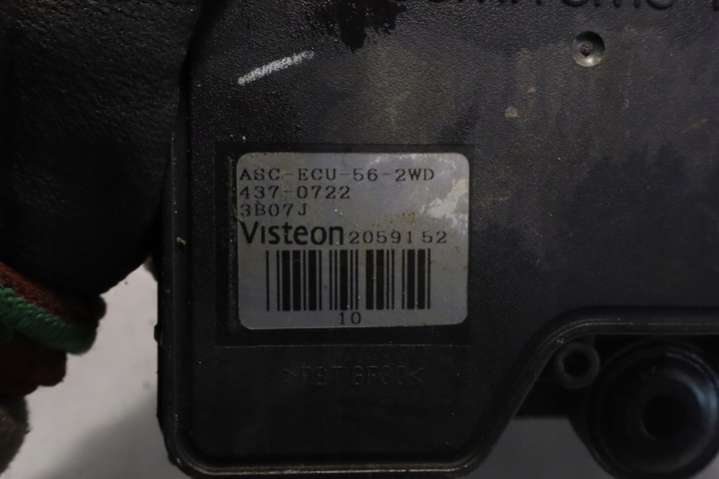 ASC-ECU-56-2WD
437-0722
3B07J
Visteon 2059152
10